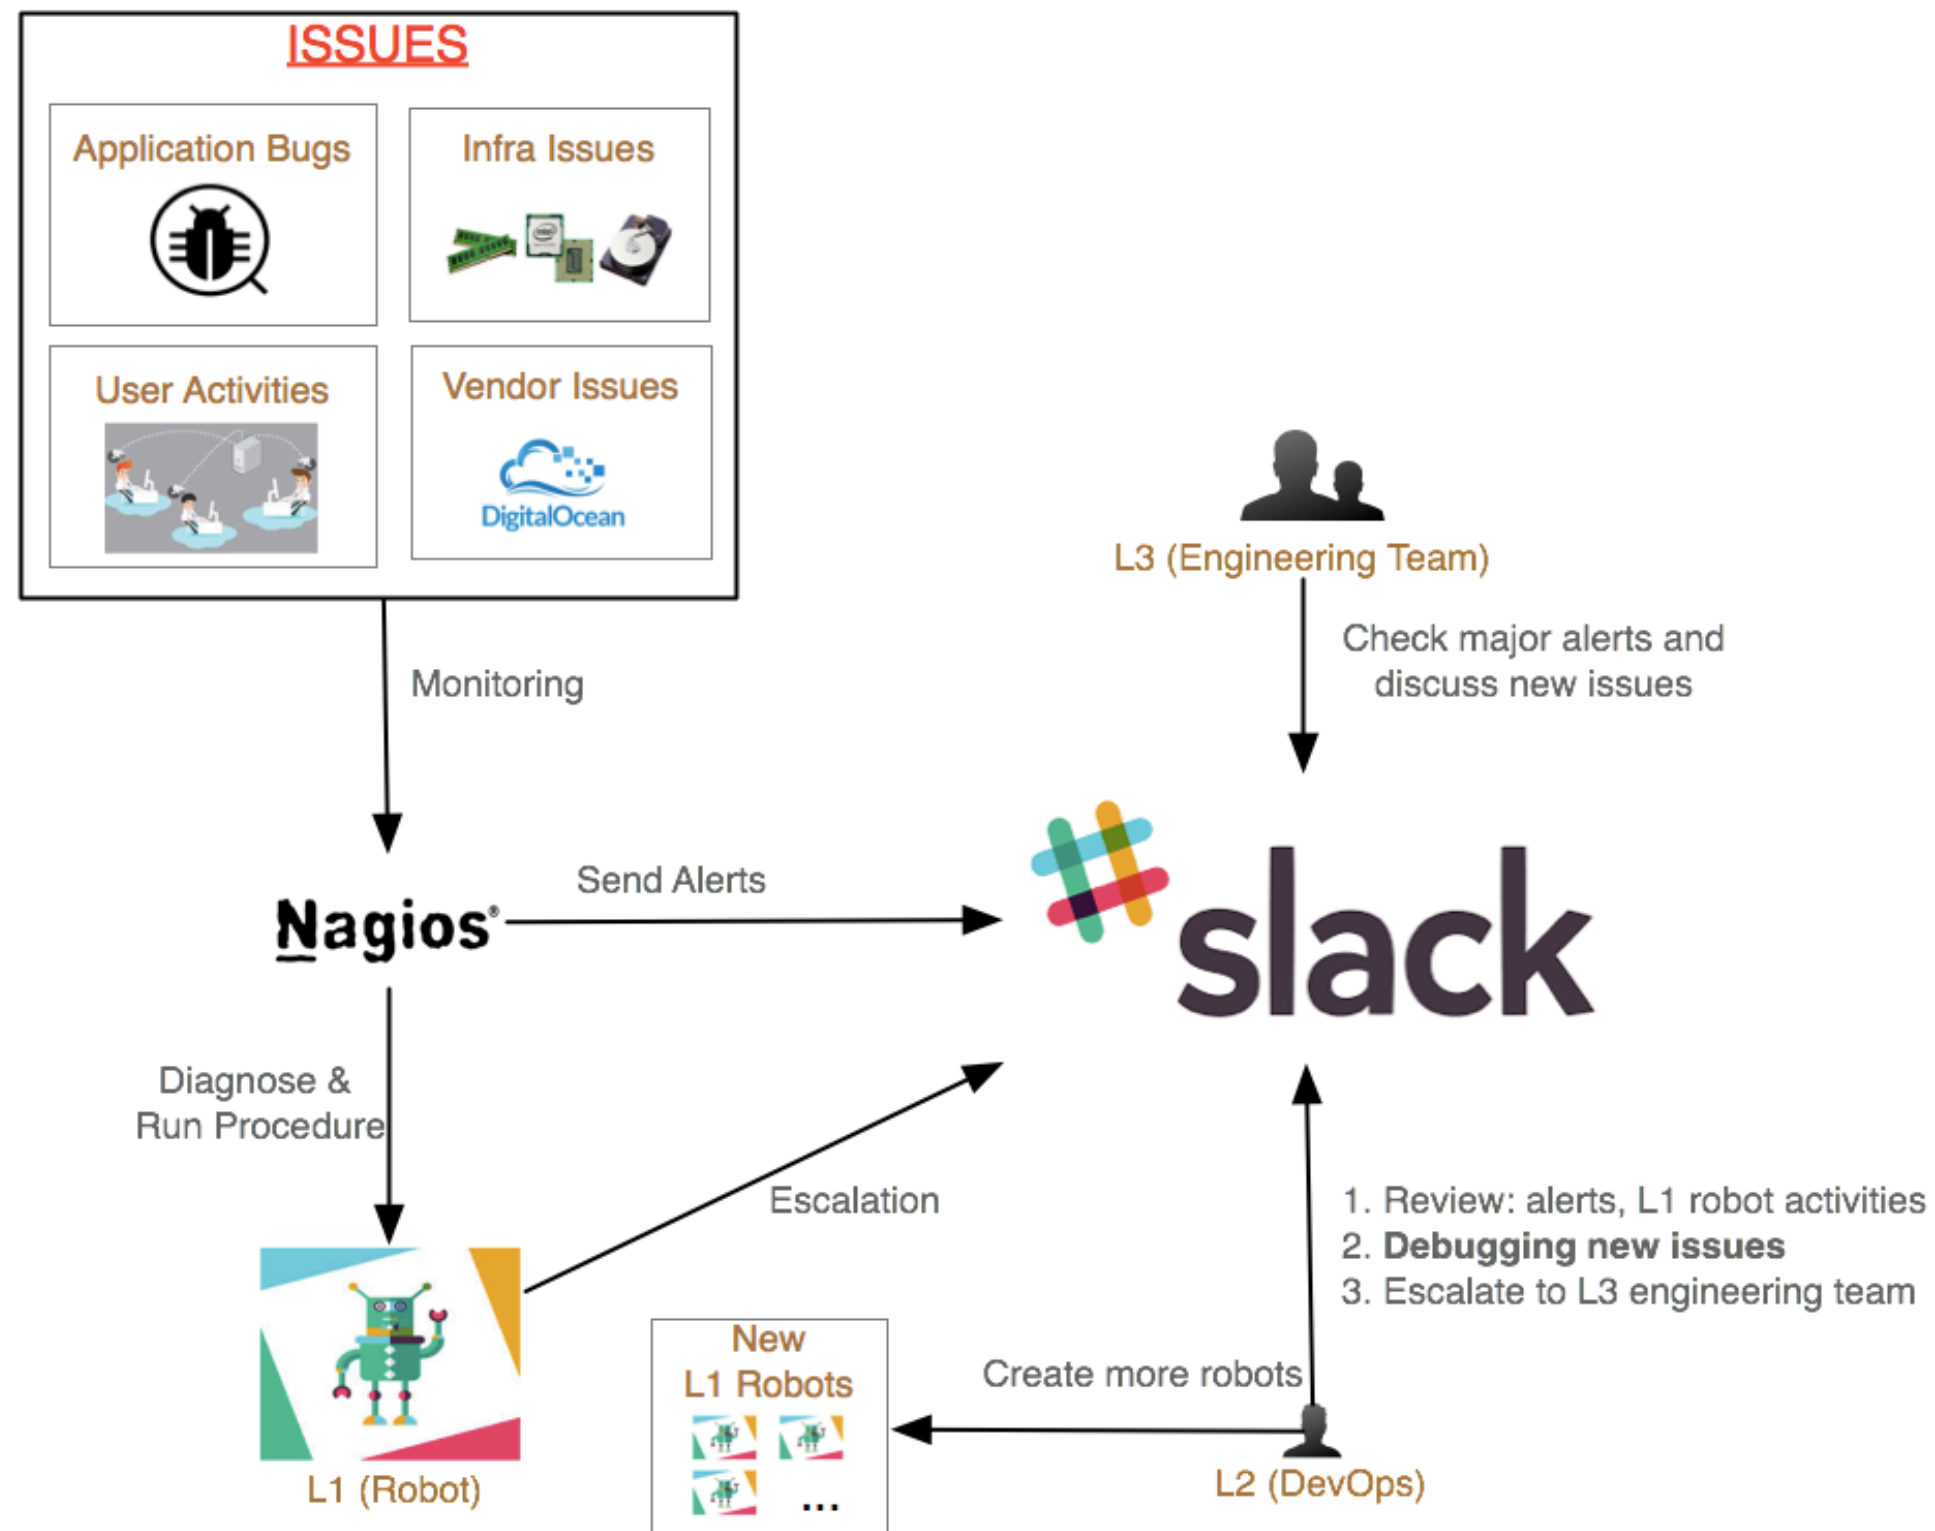 ISSUES
Application Bugs
Infra Issues
User Activities
Vendor Issues
DigitalOcean
L3 (Engineering Team)
Check major alerts and
discuss new issues
Monitoring
Send Alerts
Nagios®
slack
Diagnose &
Run Procedure
Escalation
1. Review: alerts, L1 robot activities
2. Debugging new issues
3. Escalate to L3 engineering team
New
L1 Robots
...
Create more robots
L1 (Robot)
L2 (DevOps)